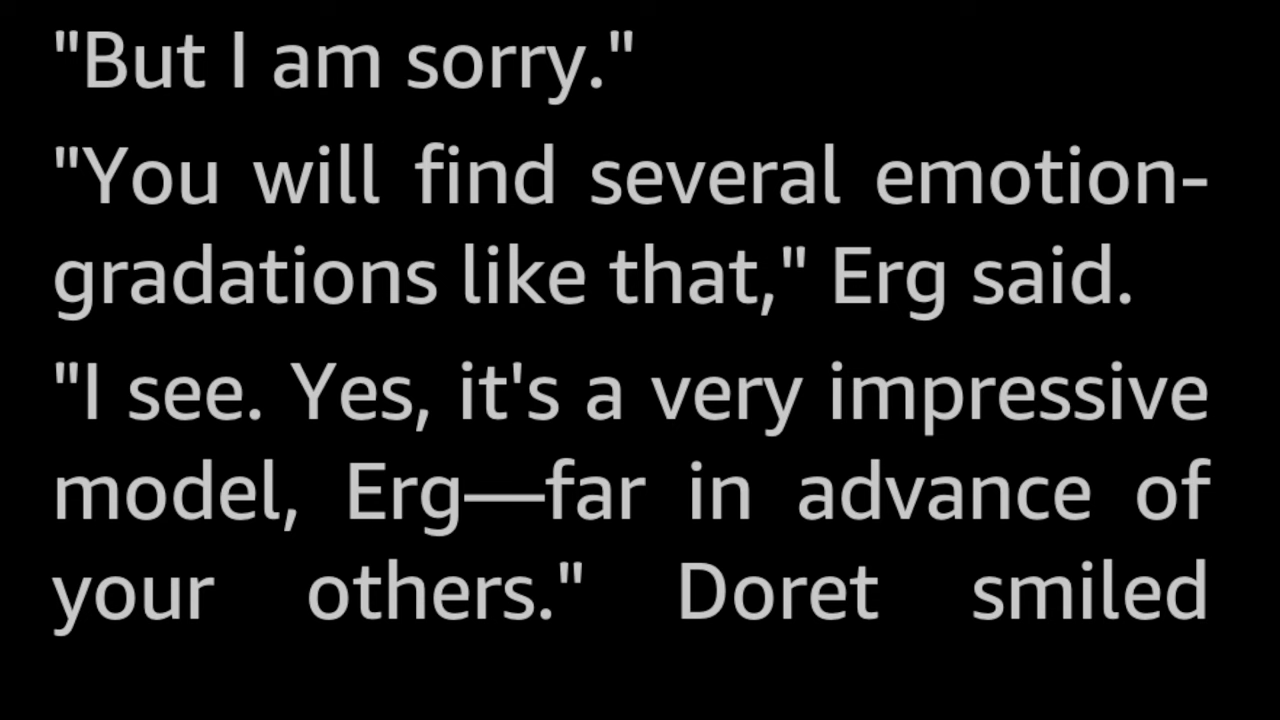 "But I am sorry."
"You will find several emotion-
gradations like that," Erg said.
"I see. Yes, it's a very impressive
model, Erg—far in advance of
your others." Doret smiled